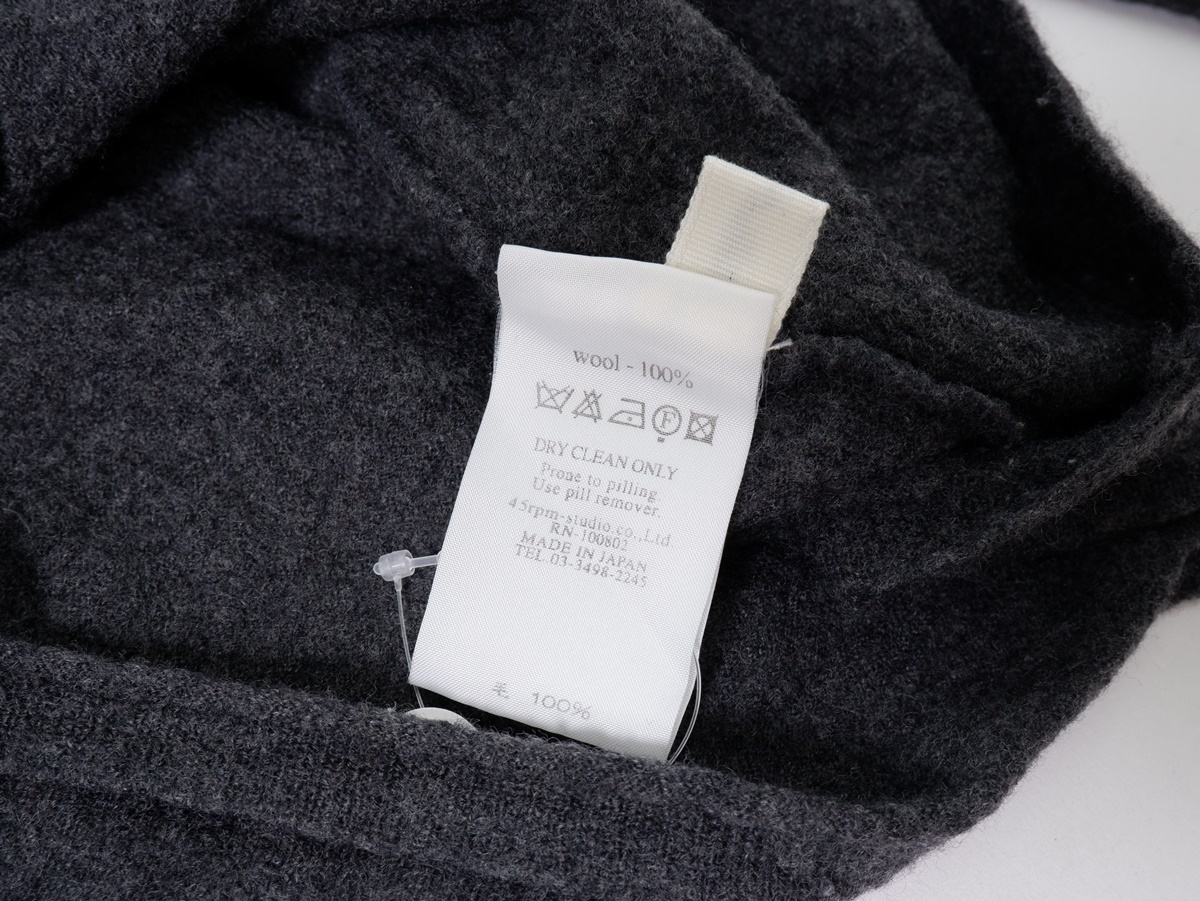 wool - 100%
F
DRY CLEAN ONLY
Prone to pilling.
Use pill remover.
45rpm-studio.co.,Ltd
RN-100802
MADE IN JAPAN
TEL.03-3498-2245
毛 100%